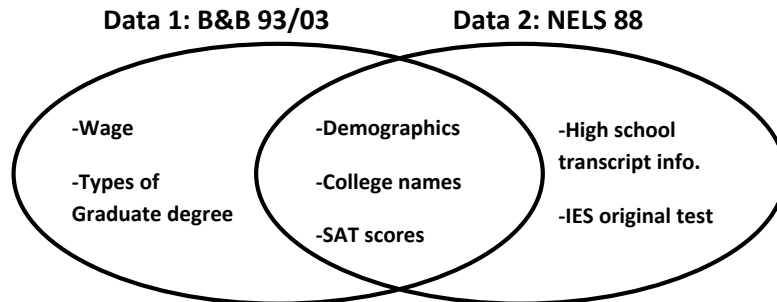 Data 1: B&B 93/03
Data 2: NELS 88
-Wage
-Types of
Graduate degree
-Demographics
-College names
-SAT scores
-High school
transcript info.
-IES original test